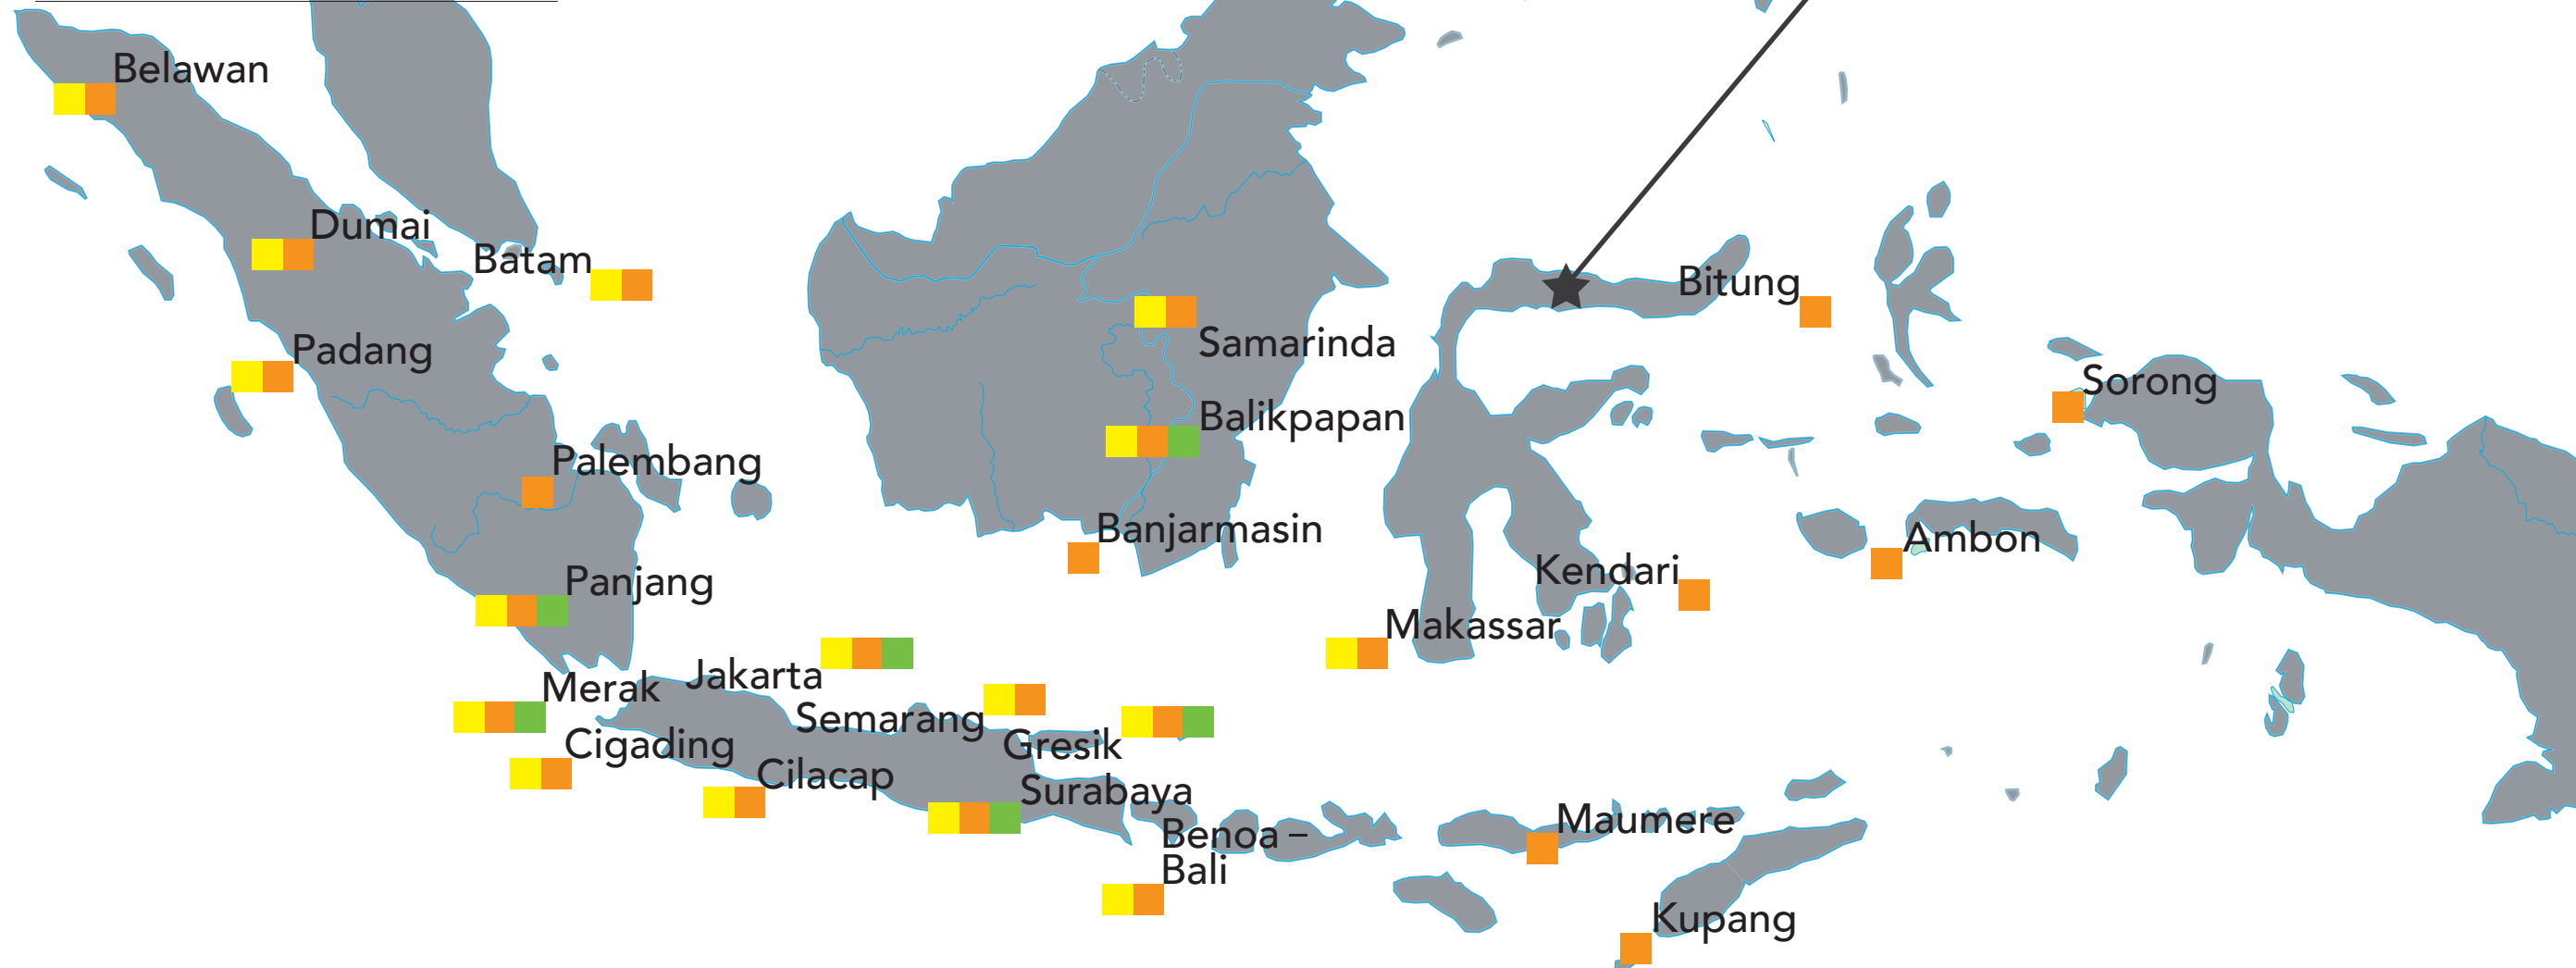 Belawan
Dumai
Batam
Bitung
Samarinda
Padang
Sorong
Balikpapan
Palembang
Banjarmasin
Ambon
Kendari
Panjang
Makassar
Jakarta
Merak
Semarang
Gresik
Cigading
Cilacap
Surabaya
Maumere
Benoa –
Bali
Kupang